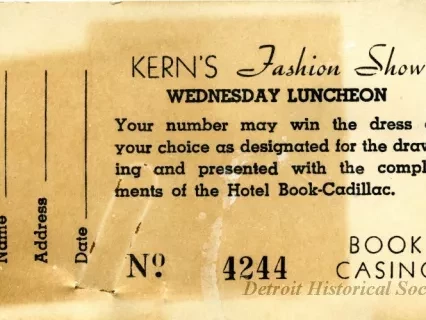 KERN'S Fashion Show
WEDNESDAY LUNCHEON
Your number may win the dress o
your choice as designated for the draw
ing and presented with the compl
ments of the Hotel Book-Cadillac.
Nº 4244
BOOK
CASINO
Name
Address
Date
Detroit Historical Soc